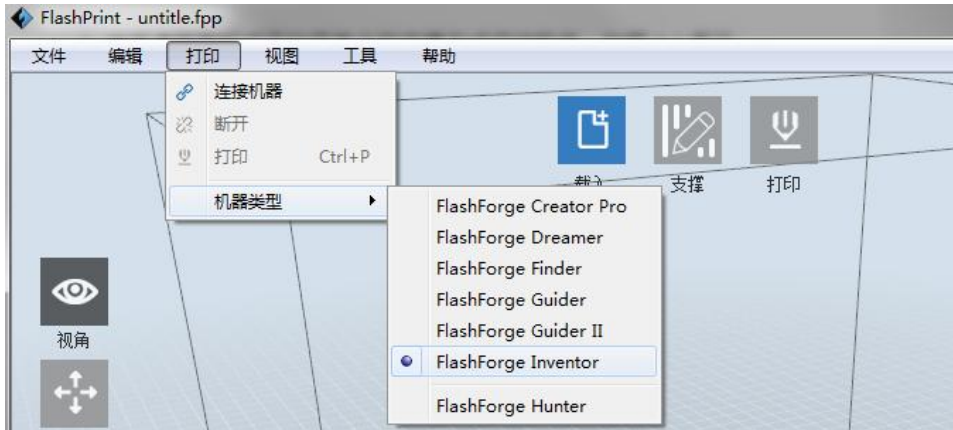 FlashPrint - untitle.fpp
文件 编辑 打印 视图 工具 帮助
连接机器
断开
打印 Ctrl+P
机器类型
FlashForge Creator Pro
FlashForge Dreamer
FlashForge Finder
FlashForge Guider
FlashForge Guider II
FlashForge Inventor
FlashForge Hunter
载入 支撑 打印
视角